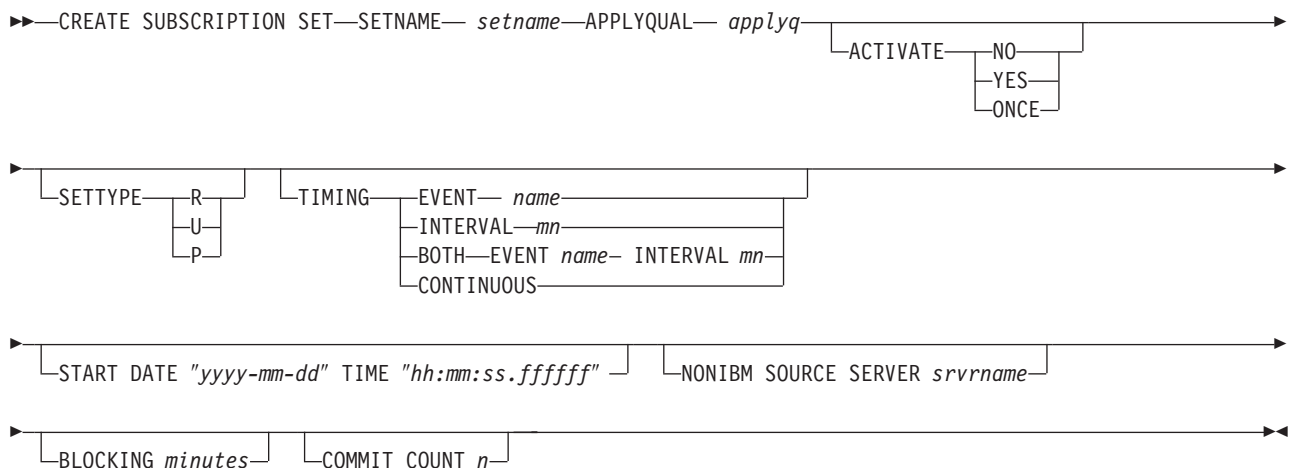 CREATE SUBSCRIPTION SET SETNAME setname APPLYQUAL applyq
ACTIVATE NO
YES
ONCE
SETTYPE R TIMING EVENT name
U INTERVAL mn
P BOTH EVENT name INTERVAL mn
CONTINUOUS
START DATE "yyyy-mm-dd" TIME "hh:mm:ss.ffffff" NONIBM SOURCE SERVER srvrname
BLOCKING minutes COMMIT COUNT n